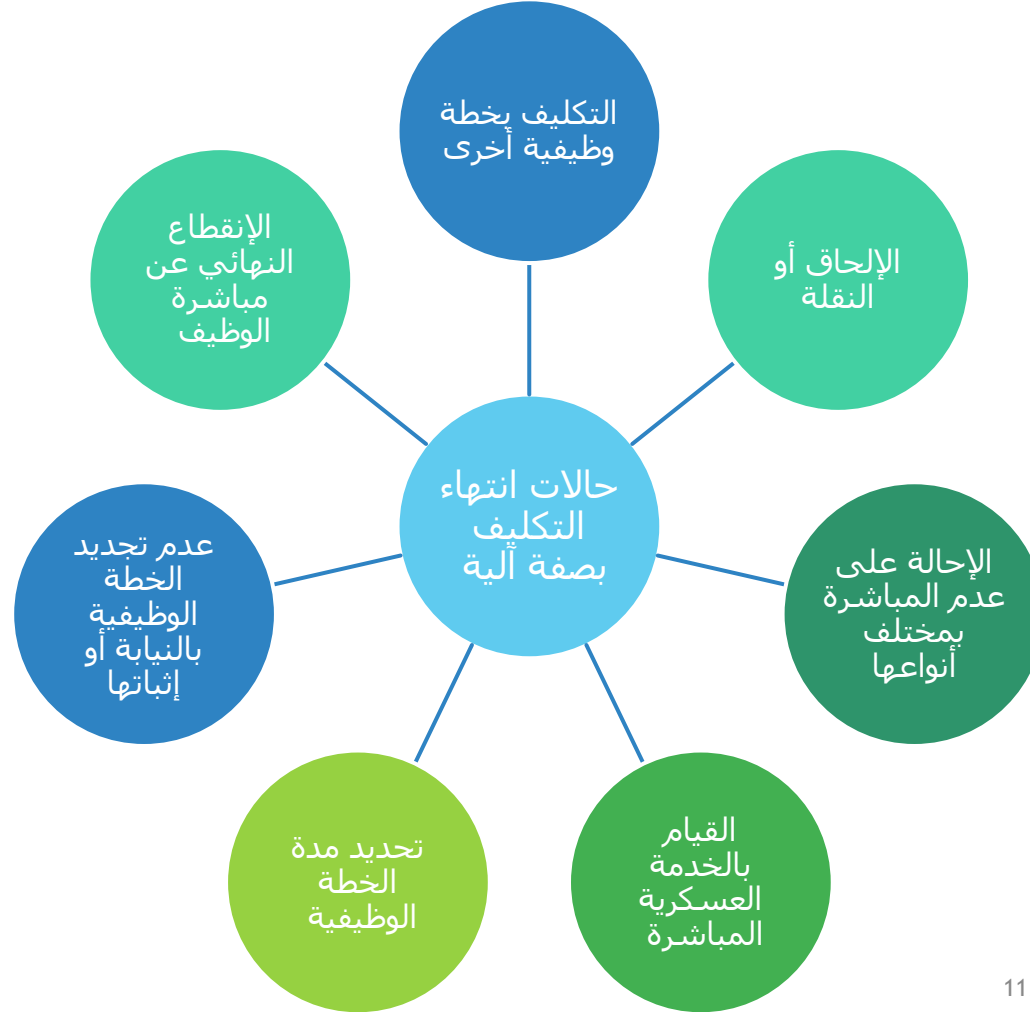 التكليف بخطة
وظيفية أخرى
الإلحاق أو
النقلة
الإحالة على
عدم المباشرة
بمختلف
أنواعها
القيام
بالخدمة
العسكرية
المباشرة
تحديد مدة
الخطة
الوظيفية
عدم تجديد
الخطة
الوظيفية
بالنيابة أو
إثباتها
الإنقطاع
النهائي عن
مباشرة
الوظيف
حالات انتهاء
التكليف
بصفة آلية
11